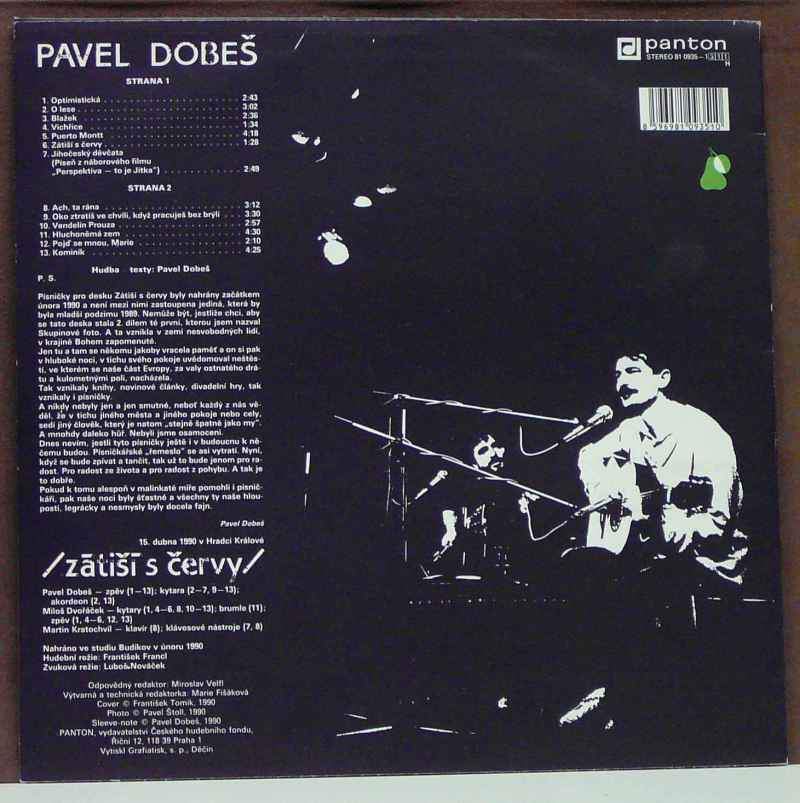 PAVEL DOBEŠ
STRANA 1
1. Optimistická 2:43
2. O lese 3:02
3. Blažek 2:36
4. Vichřice 1:34
5. Puerto Montt 4:18
6. Zátiší s červy 1:28
7. Jihočeský děvčata
(Píseň z náborového filmu
„Perspektiva — to je Jitka") 2:49
STRANA 2
8. Ach, ta rána 3:12
9. Oko ztratíš ve chvíli, když pracuješ bez brýlí 3:30
10. Vendelín Prouza 2:57
11. Hluchoněmá zem 4:30
12. Pojď se mnou, Marie 2:10
13. Kominík 4:25
Hudba texty: Pavel Dobeš
P. S.
Písničky pro desku Zátiší s červy byly nahrány začátkem
února 1990 a není mezi nimi zastoupena jediná, která by
byla mladší podzimu 1989. Nemůže být, jestliže chci, aby
se tato deska stala 2. dílem té první, kterou jsem nazval
Skupinové foto. A ta vznikla v zemi nesvobodných lidí,
v krajině Bohem zapomenuté.
Jen tu a tam se někomu jakoby vracela paměť a on si pak
v hluboké noci, v tichu svého pokoje uvědomoval neštěs-
tí, ve kterém se naše část Evropy, za valy ostnatého drá-
tu a kulometnými poli, nacházela.
Tak vznikaly knihy, novinové články, divadelní hry, tak
vznikaly i písničky.
A nikdy nebyly jen a jen smutné, neboť každý z nás vě-
děl, že v tichu jiného města a jiného pokoje nebo cely,
sedí jiný člověk, který je natom „stejně špatně jako my".
A mnohdy daleko hůř. Nebyli jsme osamoceni.
Dnes nevím, jestli tyto písničky ještě i v budoucnu k ně-
čemu budou. Písničkářské „řemeslo" se asi vytratí. Nyní,
když se bude zpívat a tančit, tak už to bude jenom pro ra-
dost. Pro radost ze života a pro radost z pohybu. A tak je
to dobře.
Pokud k tomu alespoň v malinkaté míře pomohli i písnič-
káři, pak naše noci byly šťastné a všechny ty naše hlou-
posti, legrácky a nesmysly byly docela fajn.
Pavel Dobeš
15. dubna 1990 v Hradci Králové
/zátiší s červy/
Pavel Dobeš — zpěv (1—13); kytara (2—7, 9—13);
akordeon (2, 13)
Miloš Dvořáček — kytary (1, 4—6, 8, 10—13); brumle (11);
zpěv (1, 4—6, 12, 13)
Martin Kratochvíl — klavír (8); klávesové nástroje (7, 8)
Nahráno ve studiu Budíkov v únoru 1990
Hudební režie: František Francl
Zvuková režie: Luboš Nováček
Odpovědný redaktor: Miroslav Velfl
Výtvarná a technická redaktorka: Marie Fišáková
Cover © František Tomík, 1990
Photo © Pavel Štoll, 1990
Sleeve-note © Pavel Dobeš, 1990
PANTON, vydavatelství Českého hudebního fondu,
Říční 12, 118 39 Praha 1
Vytiskl Grafiatisk, s. p., Děčín
panton
STEREO 81 0935—1 311
H
8 596981 093510